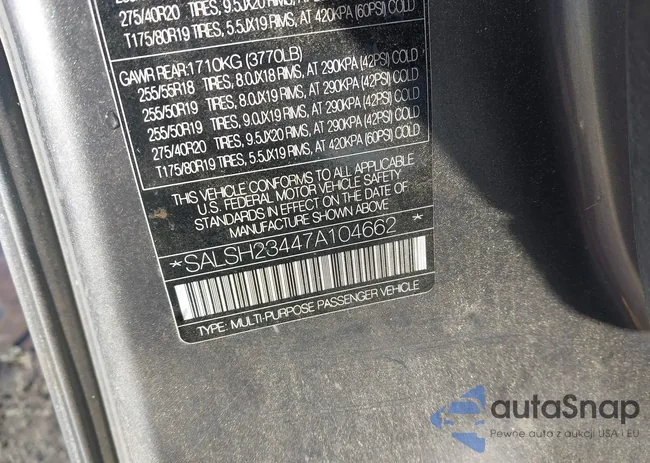 275/40R20 TIRES, 9.5JX20 RIMS, AT 290KPA (42PSI) COLD
T175/80R19 TIRES, 5.5JX19 RIMS, AT 420KPA (60PSI) COLD
GAWR REAR:1710KG (3770LB)
255/55R18 TIRES, 8.0JX18 RIMS, AT 290KPA (42PSI) COLD
255/50R19 TIRES, 8.0JX19 RIMS, AT 290KPA (42PSI) COLD
255/50R19 TIRES, 9.0JX19 RIMS, AT 290KPA (42PSI) COLD
275/40R20 TIRES, 9.5JX20 RIMS, AT 290KPA (42PSI) COLD
T175/80R19 TIRES, 5.5JX19 RIMS, AT 420KPA (60PSI) COLD
THIS VEHICLE CONFORMS TO ALL APPLICABLE
U.S. FEDERAL MOTOR VEHICLE SAFETY
STANDARDS IN EFFECT ON THE DATE OF
MANUFACTURE SHOWN ABOVE
*SALSH23447A104662 *
TYPE: MULTI-PURPOSE PASSENGER VEHICLE
autaSnap
Pewne auta z aukcji USA i EU